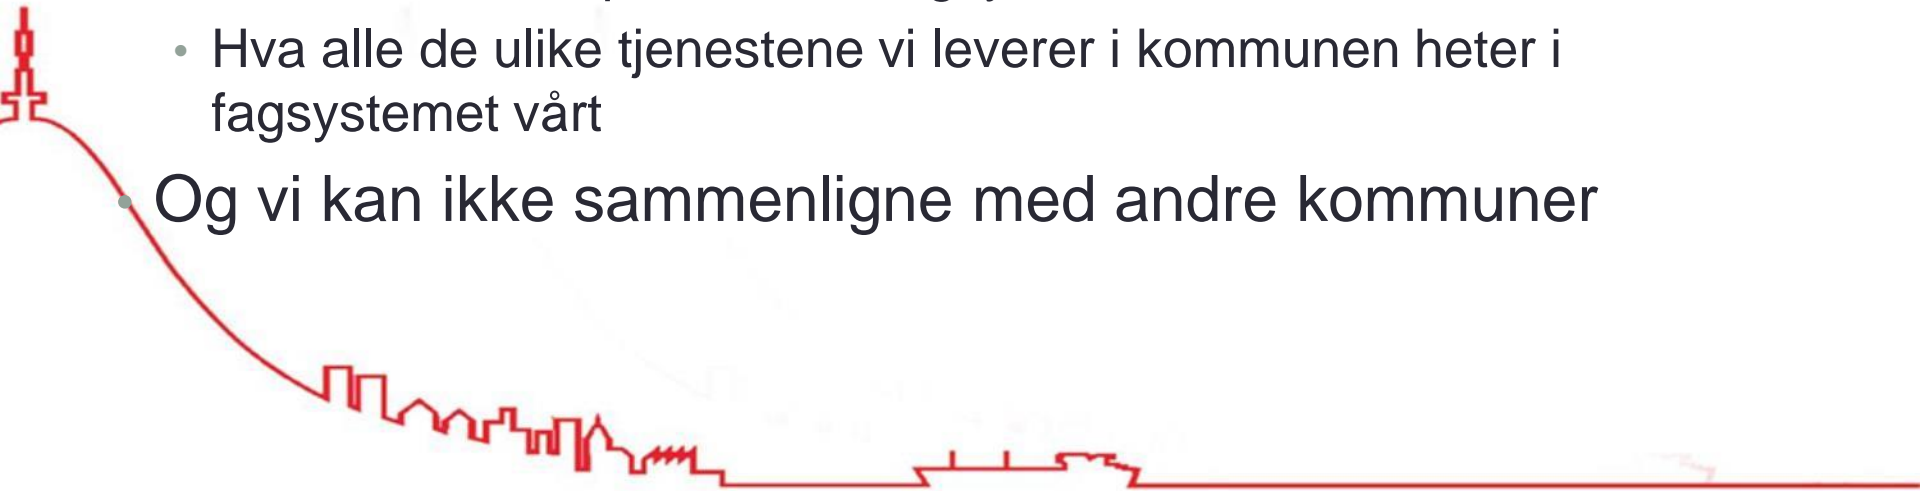 • Hva alle de ulike tjenestene vi leverer i kommunen heter i
fagsystemet vårt
• Og vi kan ikke sammenligne med andre kommuner